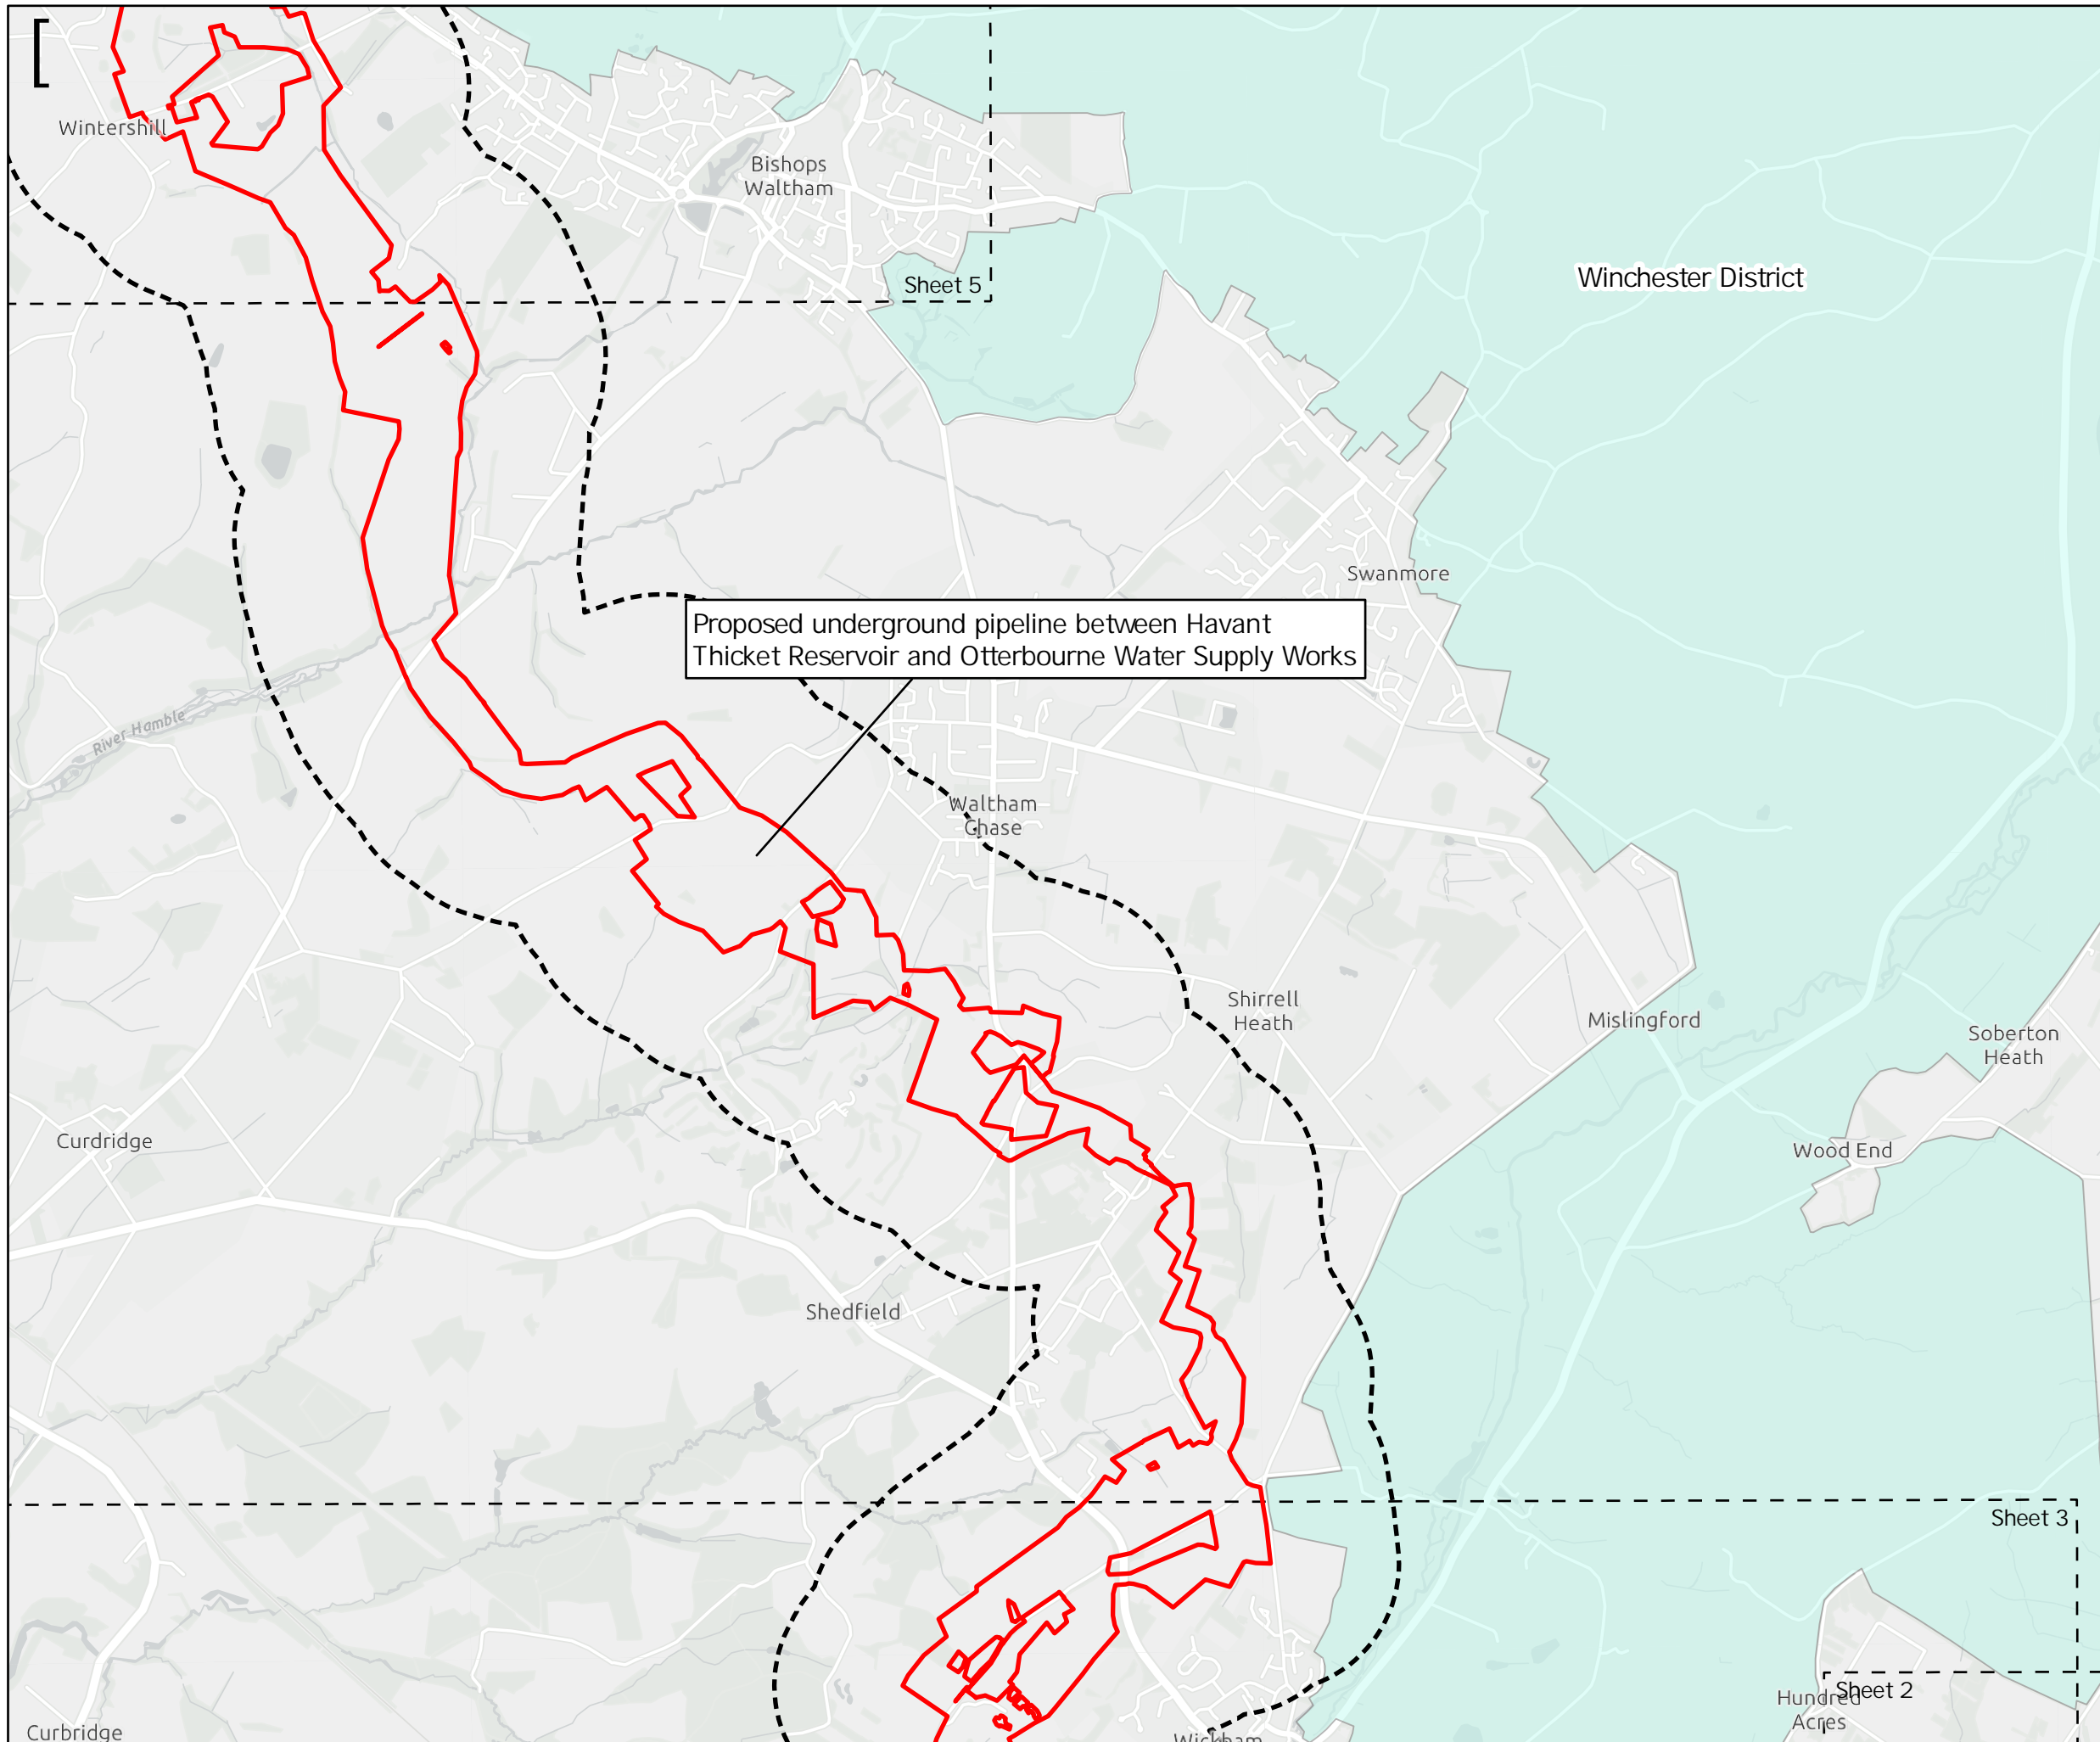 [
Wintershill
Bishops
Waltham
Sheet 5
Winchester District
Swanmore
Proposed underground pipeline between Havant
Thicket Reservoir and Otterbourne Water Supply Works
River Hamble
Waltham
Chase
Shirrell
Heath
Mislingford
Soberton
Heath
Curdridge
Wood End
Shedfield
Sheet 3
Sheet 2
Hundred
Acres
Curbridge
Wickham